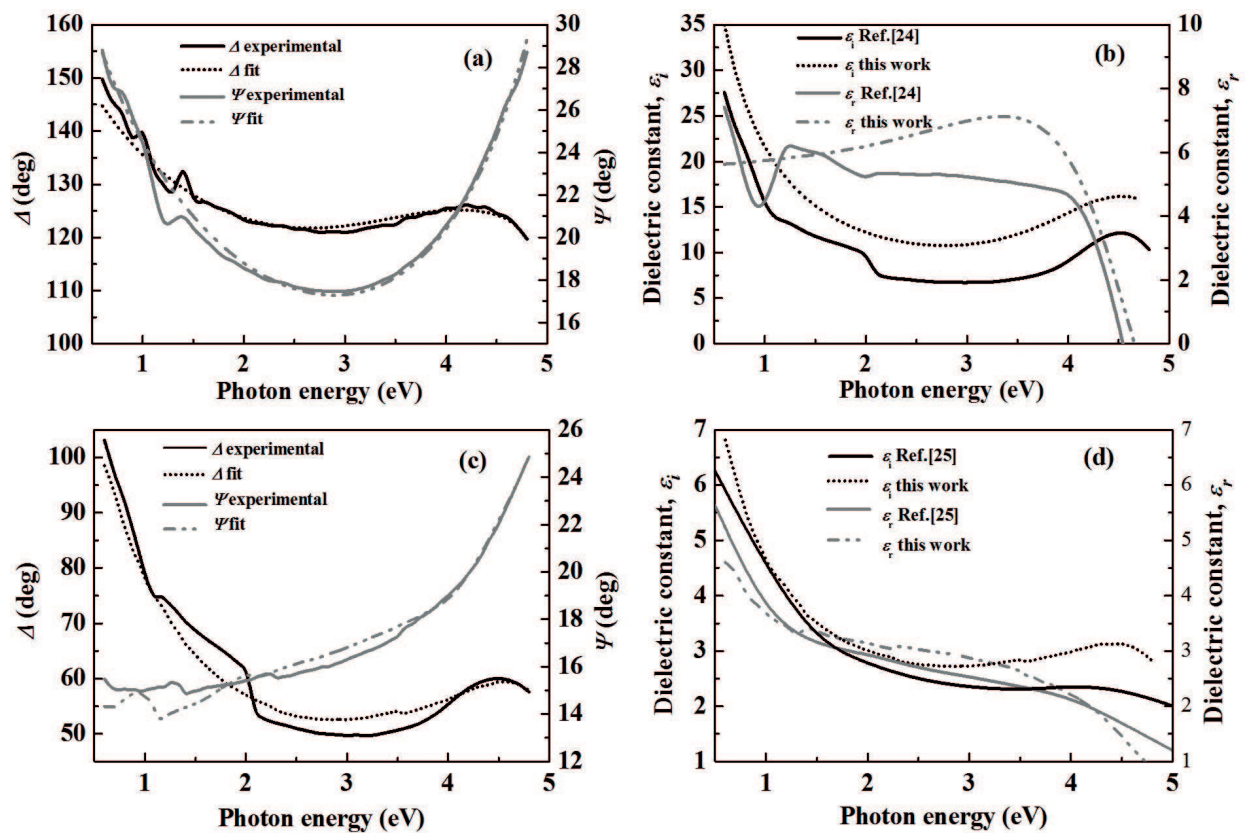 (a)
Δ experimental
Δ fit
Ψ experimental
Ψ fit
160
150
140
130
120
110
100
30
28
26
24
22
20
18
16
Δ (deg)
Ψ (deg)
1 2 3 4 5
Photon energy (eV)
(b)
εi Ref.[24]
εi this work
εr Ref.[24]
εr this work
35
30
25
20
15
10
5
0
10
8
6
4
2
0
Dielectric constant, εi
Dielectric constant, εr
1 2 3 4 5
Photon energy (eV)
(c)
Δ experimental
Δ fit
Ψ experimental
Ψ fit
100
90
80
70
60
50
26
24
22
20
18
16
14
12
Δ (deg)
Ψ (deg)
1 2 3 4 5
Photon energy (eV)
(d)
εi Ref.[25]
εi this work
εr Ref.[25]
εr this work
7
6
5
4
3
2
1
7
6
5
4
3
2
1
Dielectric constant, εi
Dielectric constant, εr
1 2 3 4 5
Photon energy (eV)